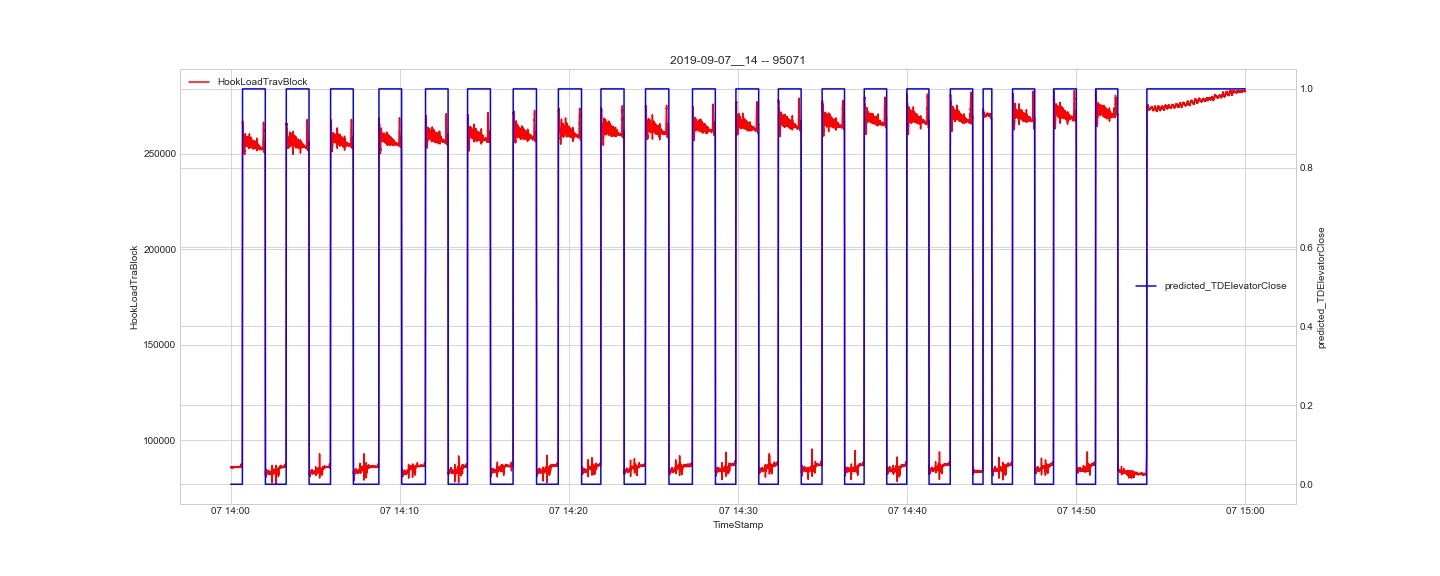 2019-09-07__14 -- 95071
HookLoadTravBlock
250000
200000
150000
100000
HookLoadTraBlock
1.0
0.8
0.6
0.4
0.2
0.0
predicted_TDElevatorClose
predicted_TDElevatorClose
07 14:00
07 14:10
07 14:20
07 14:30
07 14:40
07 14:50
07 15:00
TimeStamp